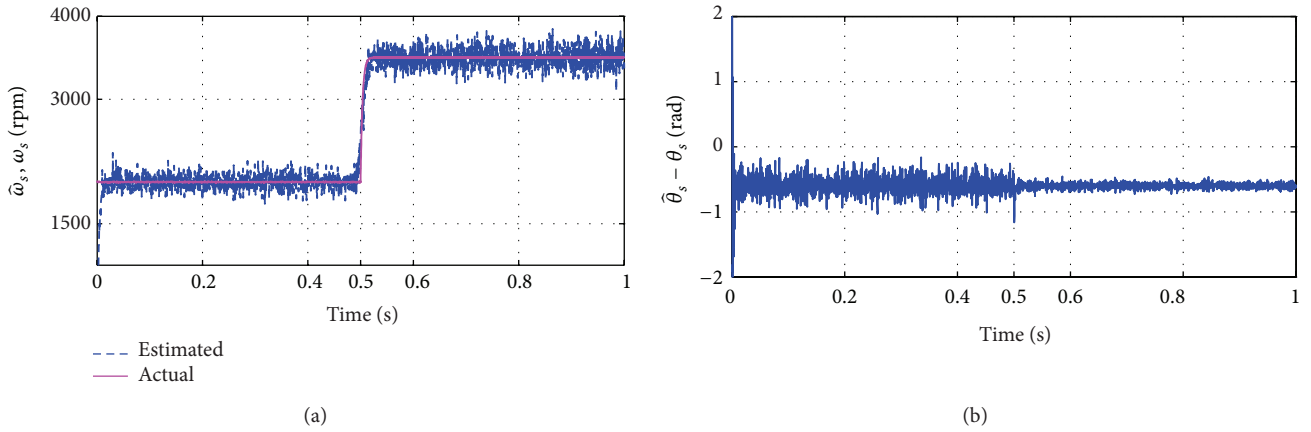 4000
3000
1500
ω̂ₛ, ωₛ (rpm)
0
0.2
0.4
0.5
0.6
0.8
1
Time (s)
Estimated
Actual
(a)
2
1
0
−1
−2
θ̂ₛ − θₛ (rad)
0
0.2
0.4
0.5
0.6
0.8
1
Time (s)
(b)